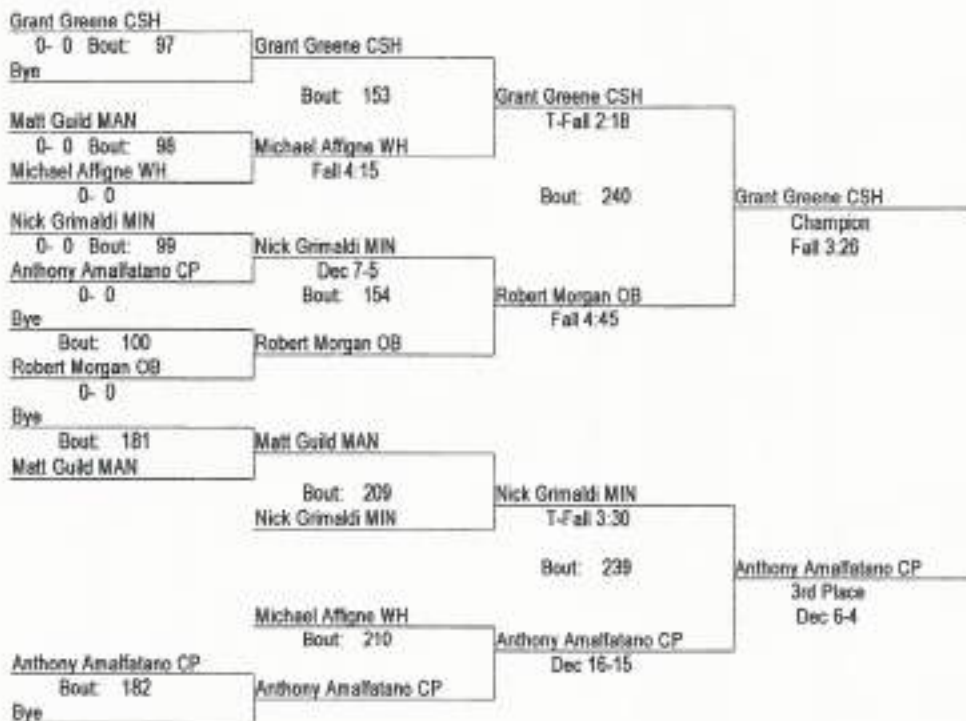 Grant Greene CSH
0- 0 Bout: 97
Bye
Grant Greene CSH
Bout: 153
Matt Guild MAN
0- 0 Bout: 98
Michael Affigne WH
0- 0
Michael Affigne WH
Fall 4:15
Grant Greene CSH
T-Fall 2:18
Bout: 240
Nick Grimaldi MIN
0- 0 Bout: 99
Anthony Amalfatano CP
0- 0
Nick Grimaldi MIN
Dec 7-5
Bout: 154
Bye
Bout: 100
Robert Morgan OB
0- 0
Robert Morgan OB
Robert Morgan OB
Fall 4:45
Grant Greene CSH
Champion
Fall 3:26
Bye
Bout: 181
Matt Guild MAN
Matt Guild MAN
Bout: 209
Nick Grimaldi MIN
Nick Grimaldi MIN
T-Fall 3:30
Bout: 239
Michael Affigne WH
Bout: 210
Anthony Amalfatano CP
Bout: 182
Bye
Anthony Amalfatano CP
Anthony Amalfatano CP
Dec 16-15
Anthony Amalfatano CP
3rd Place
Dec 6-4